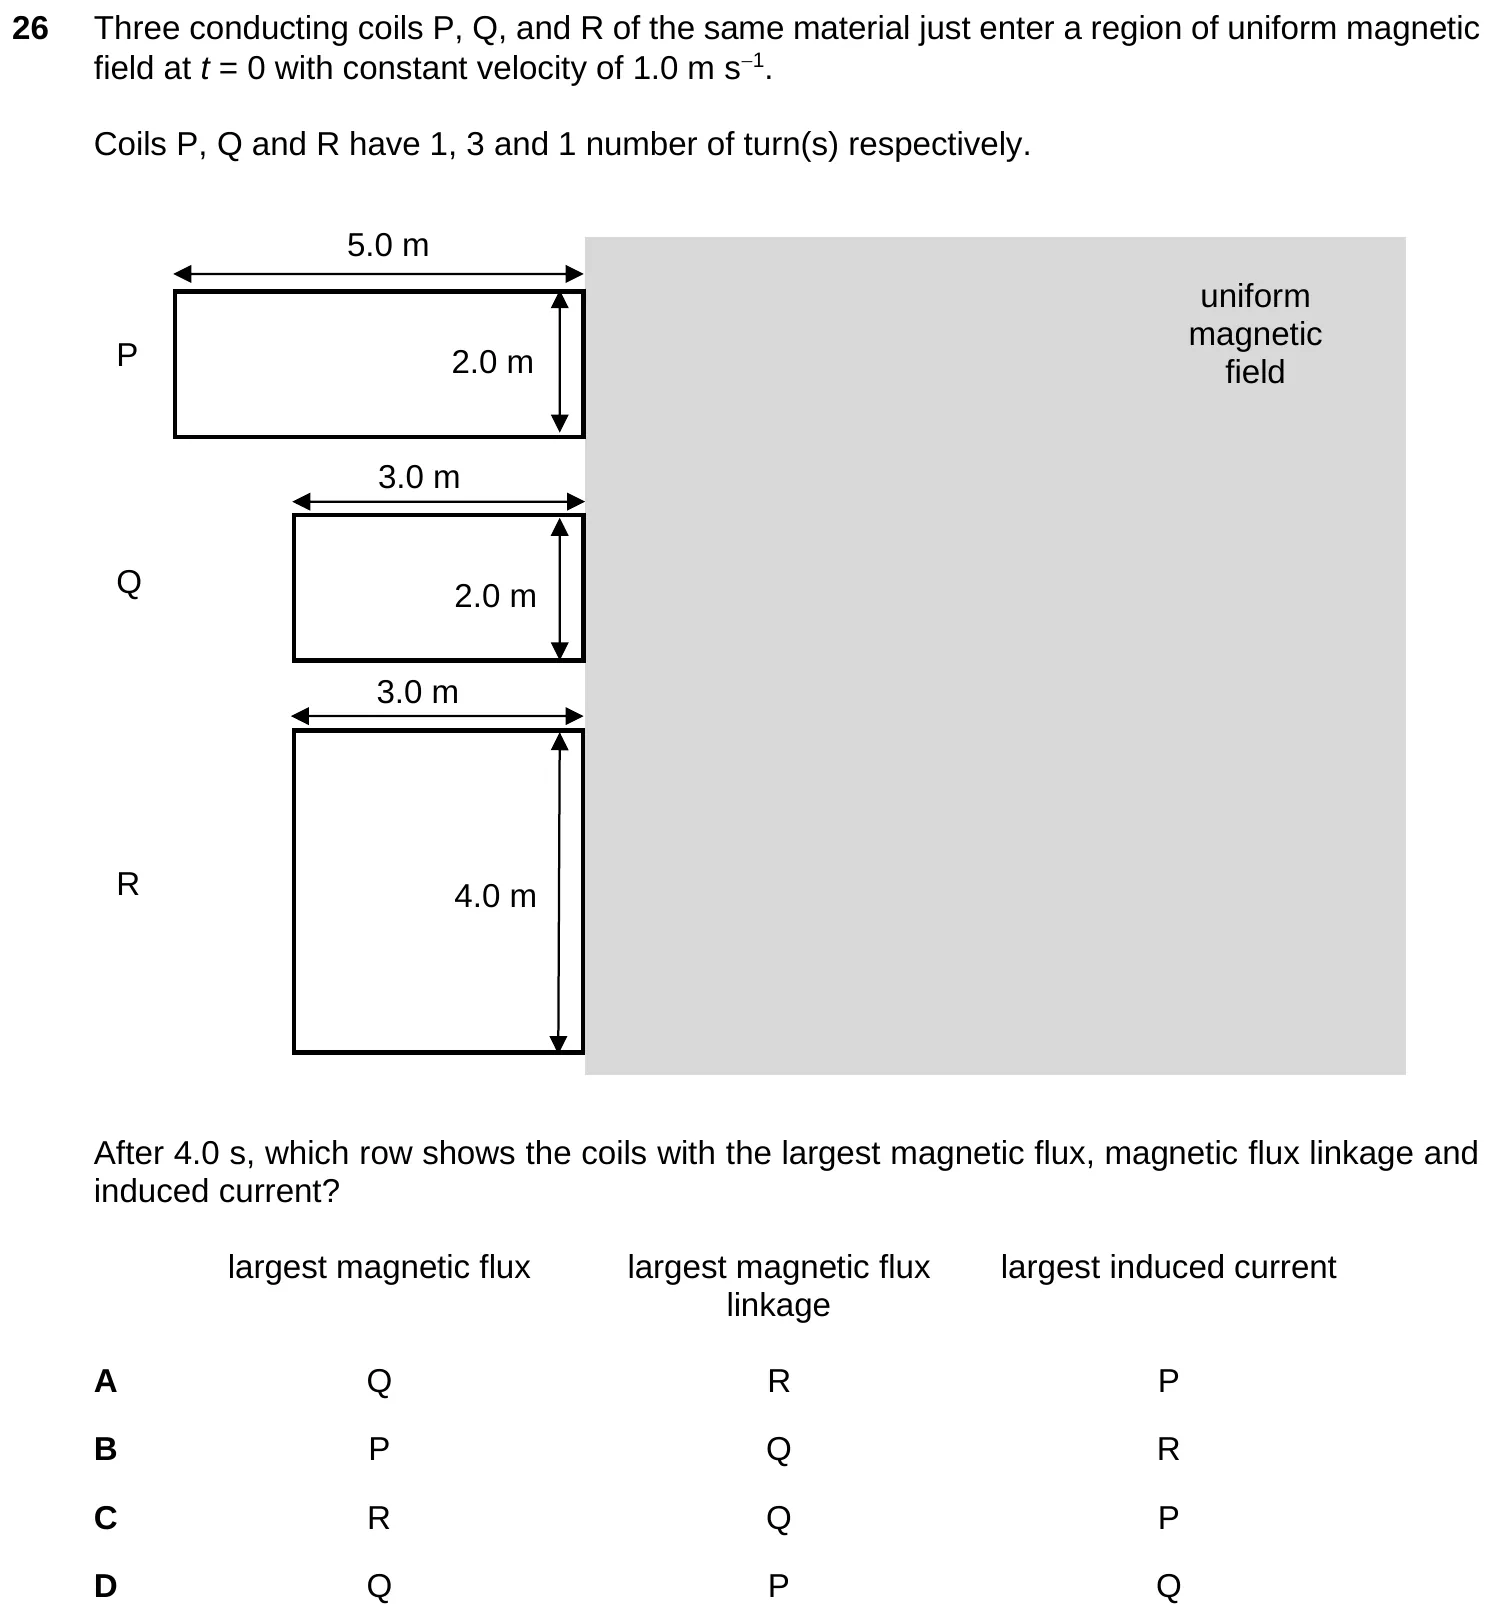 26 Three conducting coils P, Q, and R of the same material just enter a region of uniform magnetic
field at t = 0 with constant velocity of 1.0 m s⁻¹.
Coils P, Q and R have 1, 3 and 1 number of turn(s) respectively.
5.0 m
uniform
magnetic
field
P
2.0 m
3.0 m
Q
2.0 m
3.0 m
R
4.0 m
After 4.0 s, which row shows the coils with the largest magnetic flux, magnetic flux linkage and
induced current?
largest magnetic flux largest magnetic flux largest induced current
linkage
A Q R P
B P Q R
C R Q P
D Q P Q